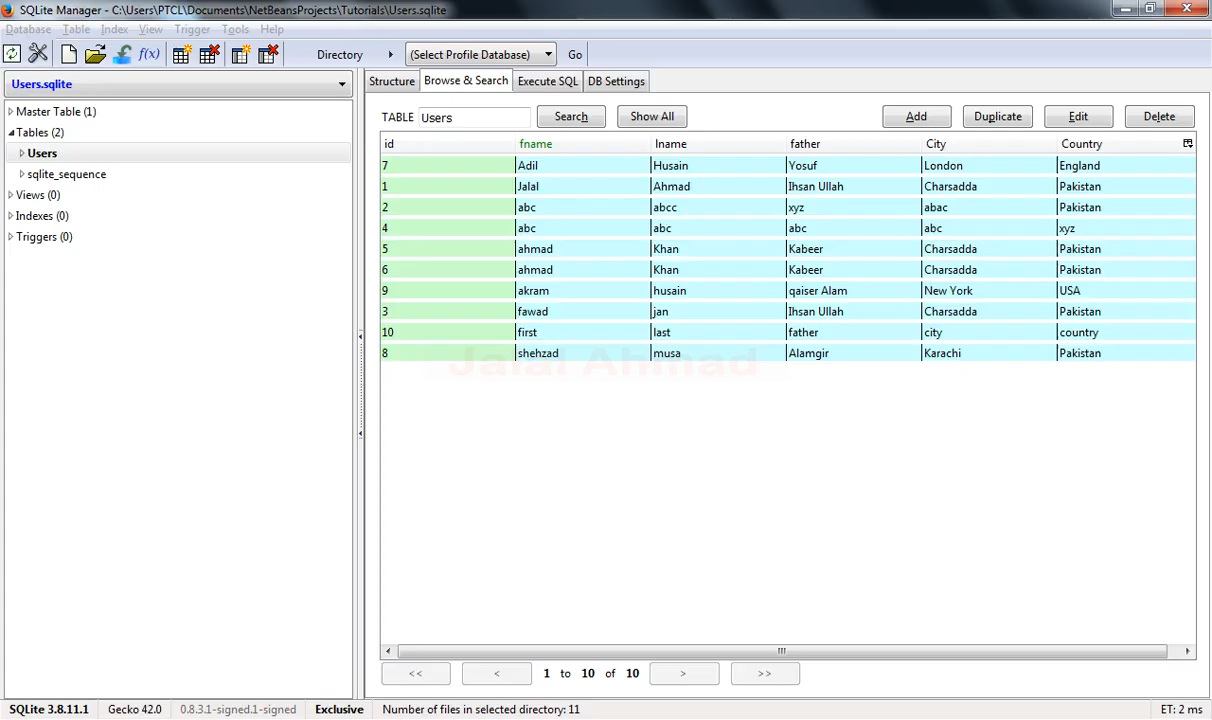 SQLite Manager - C:\Users\PTCL\Documents\NetBeansProjects\Tutorials\Users.sqlite
Database Table Index View Trigger Tools Help
f(x) Directory (Select Profile Database) Go
Users.sqlite
Master Table (1)
Tables (2)
Users
sqlite_sequence
Views (0)
Indexes (0)
Triggers (0)
Structure Browse & Search Execute SQL DB Settings
TABLE Users Search Show All Add Duplicate Edit Delete
id fname lname father City Country
7 Adil Husain Yosuf London England
1 Jalal Ahmad Ihsan Ullah Charsadda Pakistan
2 abc abcc xyz abac Pakistan
4 abc abc abc abc xyz
5 ahmad Khan Kabeer Charsadda Pakistan
6 ahmad Khan Kabeer Charsadda Pakistan
9 akram husain qaiser Alam New York USA
3 fawad jan Ihsan Ullah Charsadda Pakistan
10 first last father city country
8 shehzad musa Alamgir Karachi Pakistan
Jalal Ahmad
<< < 1 to 10 of 10 > >>
SQLite 3.8.11.1 Gecko 42.0 0.8.3.1-signed.1-signed Exclusive Number of files in selected directory: 11 ET: 2 ms